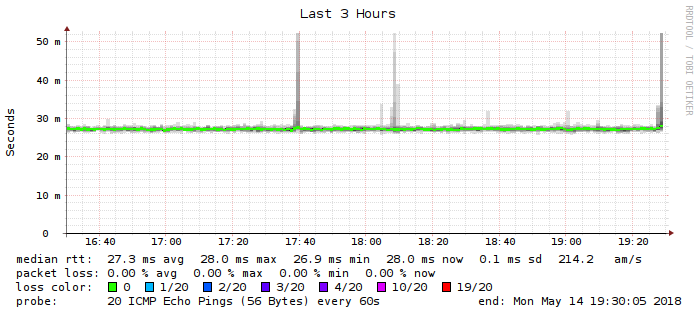 Last 3 Hours
RRDTOOL / TOBI OETIKER
Seconds
50 m
40 m
30 m
20 m
10 m
0
16:40 17:00 17:20 17:40 18:00 18:20 18:40 19:00 19:20
median rtt: 27.3 ms avg 28.0 ms max 26.9 ms min 28.0 ms now 0.1 ms sd 214.2 am/s
packet loss: 0.00 % avg 0.00 % max 0.00 % min 0.00 % now
loss color: 0 1/20 2/20 3/20 4/20 10/20 19/20
probe: 20 ICMP Echo Pings (56 Bytes) every 60s end: Mon May 14 19:30:05 2018